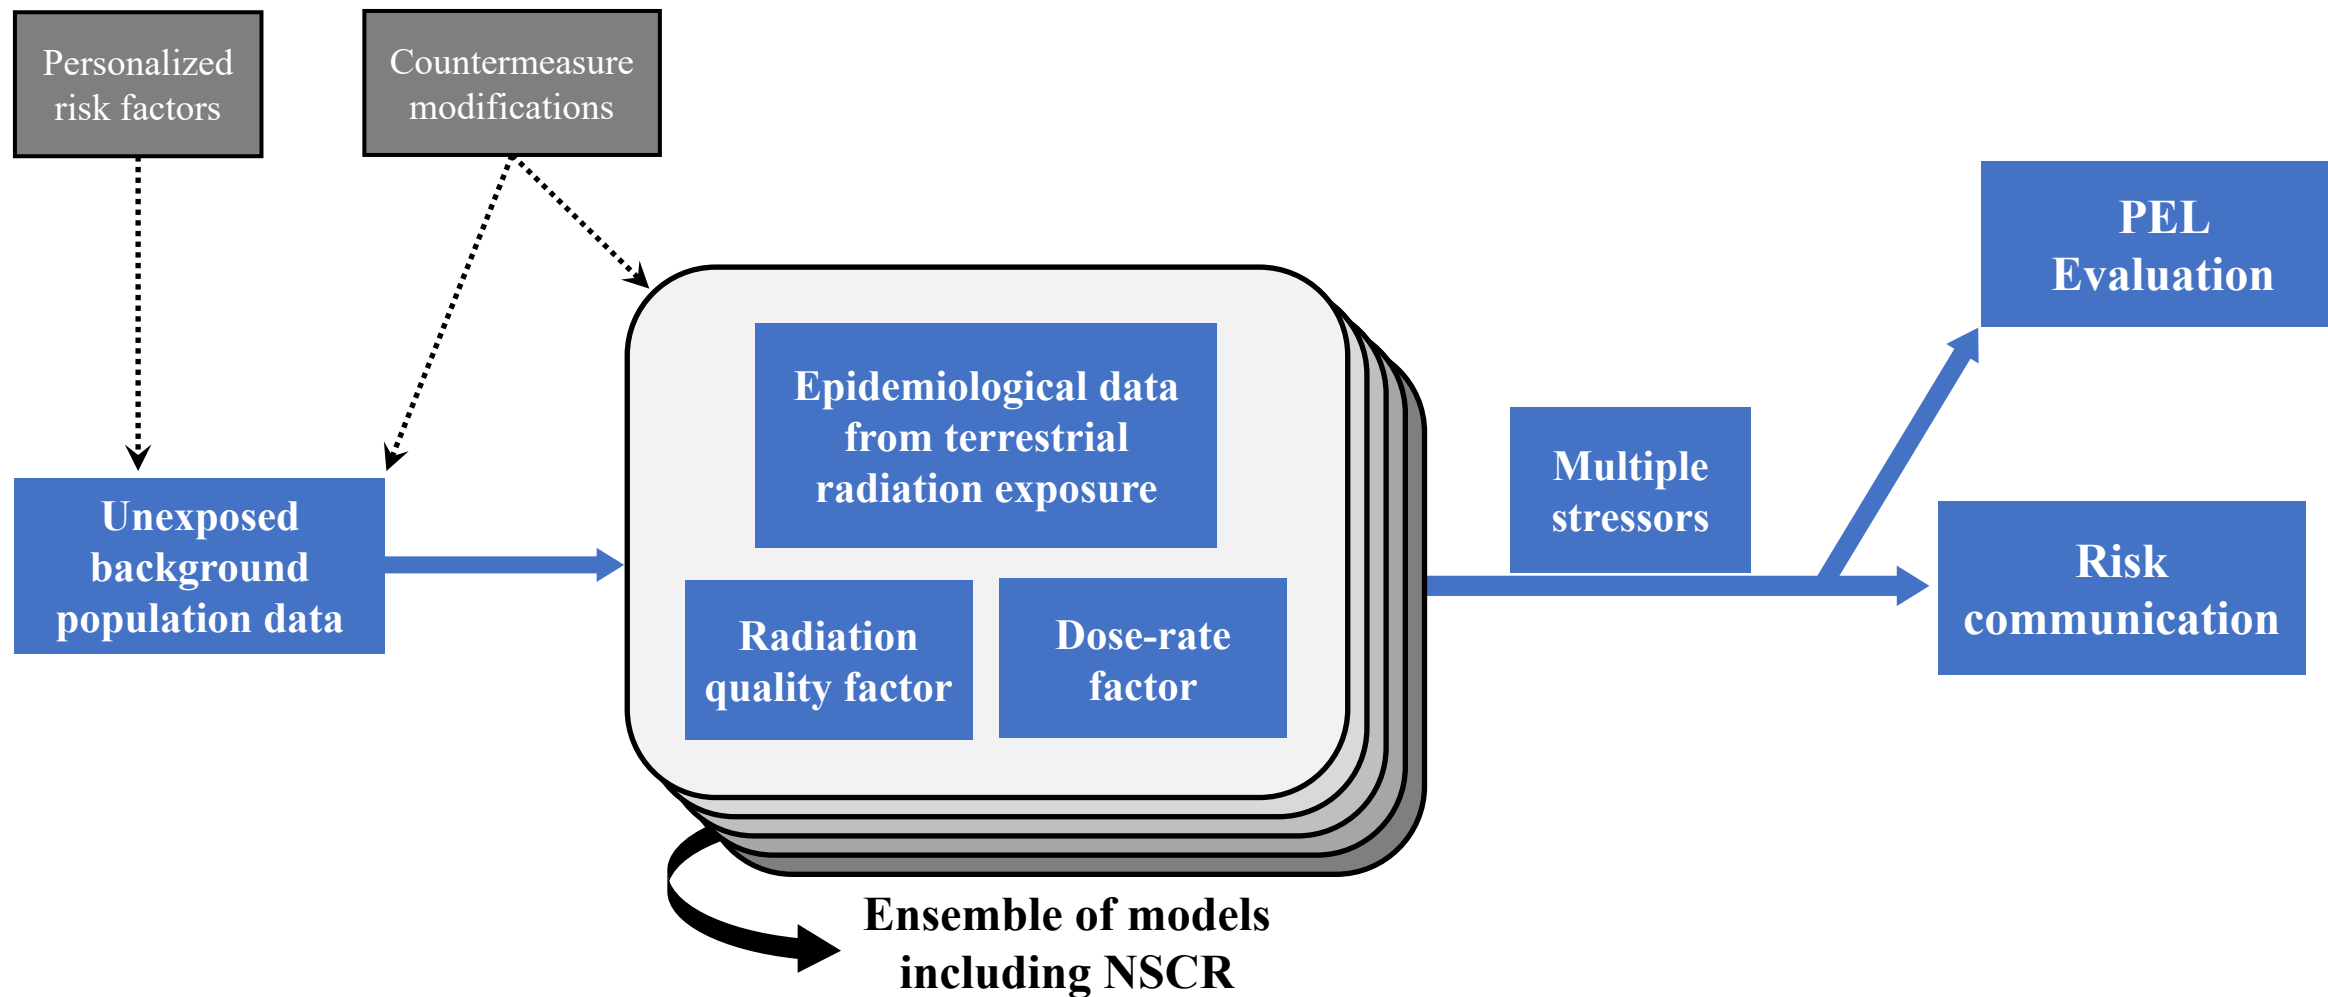 Personalized
risk factors
Countermeasure
modifications
PEL
Evaluation
Epidemiological data
from terrestrial
radiation exposure
Multiple
stressors
Unexposed
background
population data
Risk
communication
Radiation
quality factor
Dose-rate
factor
Ensemble of models
including NSCR